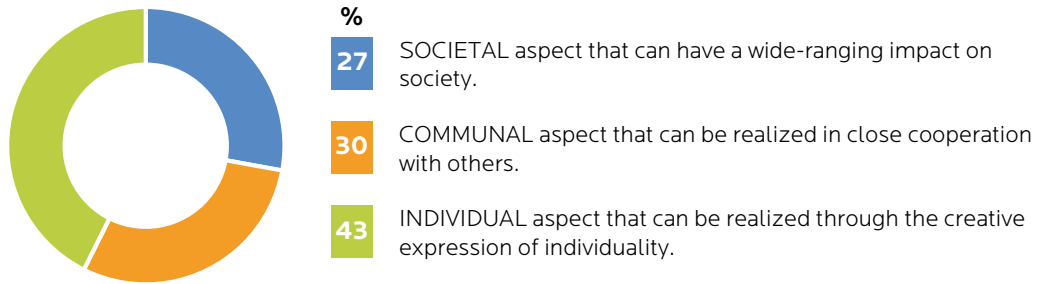 %
27
SOCIETAL aspect that can have a wide-ranging impact on
society.
30
COMMUNAL aspect that can be realized in close cooperation
with others.
43
INDIVIDUAL aspect that can be realized through the creative
expression of individuality.